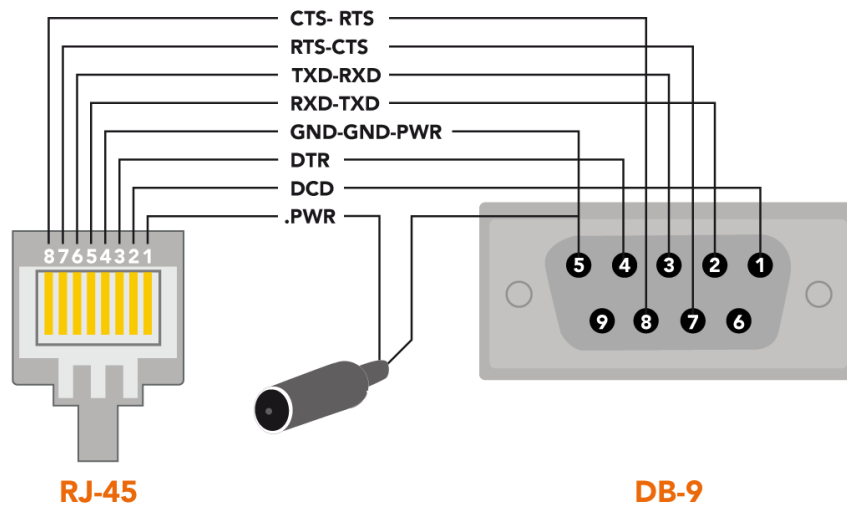 CTS- RTS
RTS-CTS
TXD-RXD
RXD-TXD
GND-GND-PWR
DTR
DCD
.PWR
87654321
5 4 3 2 1
9 8 7 6
RJ-45
DB-9